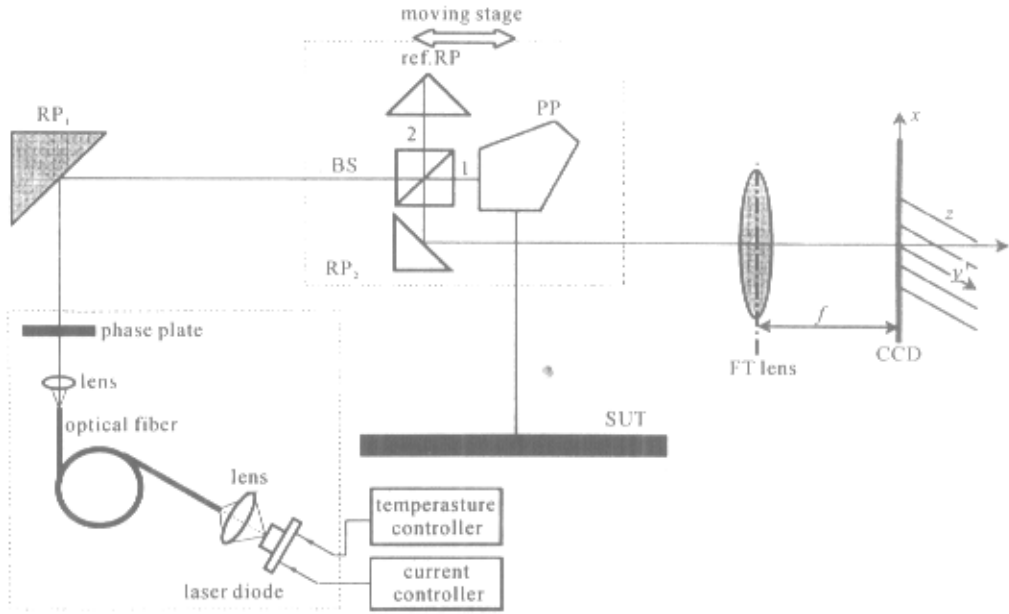 moving stage
ref.RP
RP₁
PP
x
2
BS
1
z
RP₂
y
phase plate
f
lens
FT lens
CCD
optical fiber
SUT
lens
temperasture
controller
current
controller
laser diode